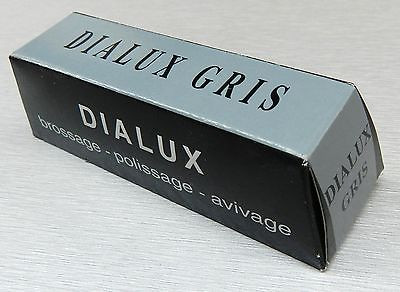 DIALUX GRIS
DIALUX
brossage - polissage - avivage
DIALUX
GRIS